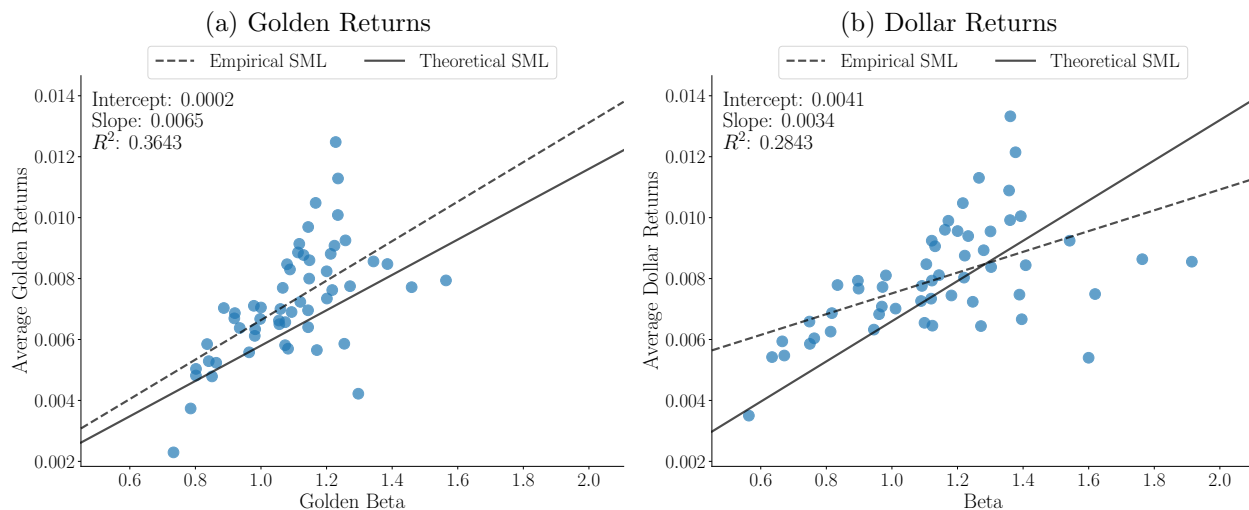 (a) Golden Returns
Empirical SML
Theoretical SML
Intercept: 0.0002
Slope: 0.0065
R²: 0.3643
0.014
0.012
0.010
0.008
0.006
0.004
0.002
Average Golden Returns
0.6 0.8 1.0 1.2 1.4 1.6 1.8 2.0
Golden Beta
(b) Dollar Returns
Empirical SML
Theoretical SML
Intercept: 0.0041
Slope: 0.0034
R²: 0.2843
0.014
0.012
0.010
0.008
0.006
0.004
0.002
Average Dollar Returns
0.6 0.8 1.0 1.2 1.4 1.6 1.8 2.0
Beta